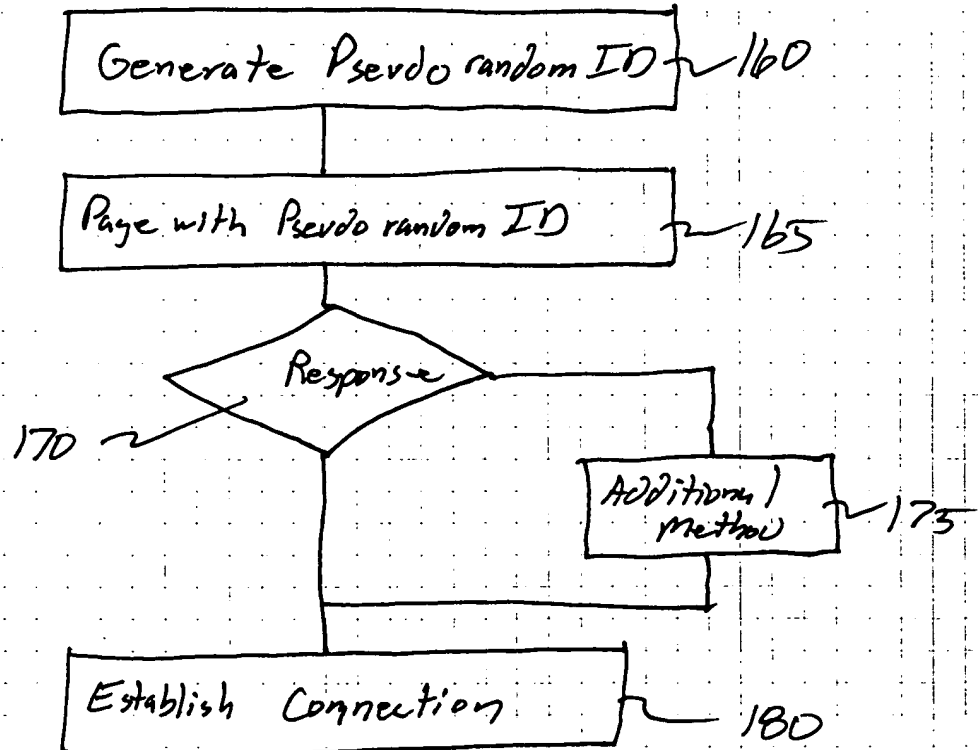 Generate Pseudo random ID 160
Page with Pseudo random ID 165
Response
170
Additional
Method
175
Establish Connection 180